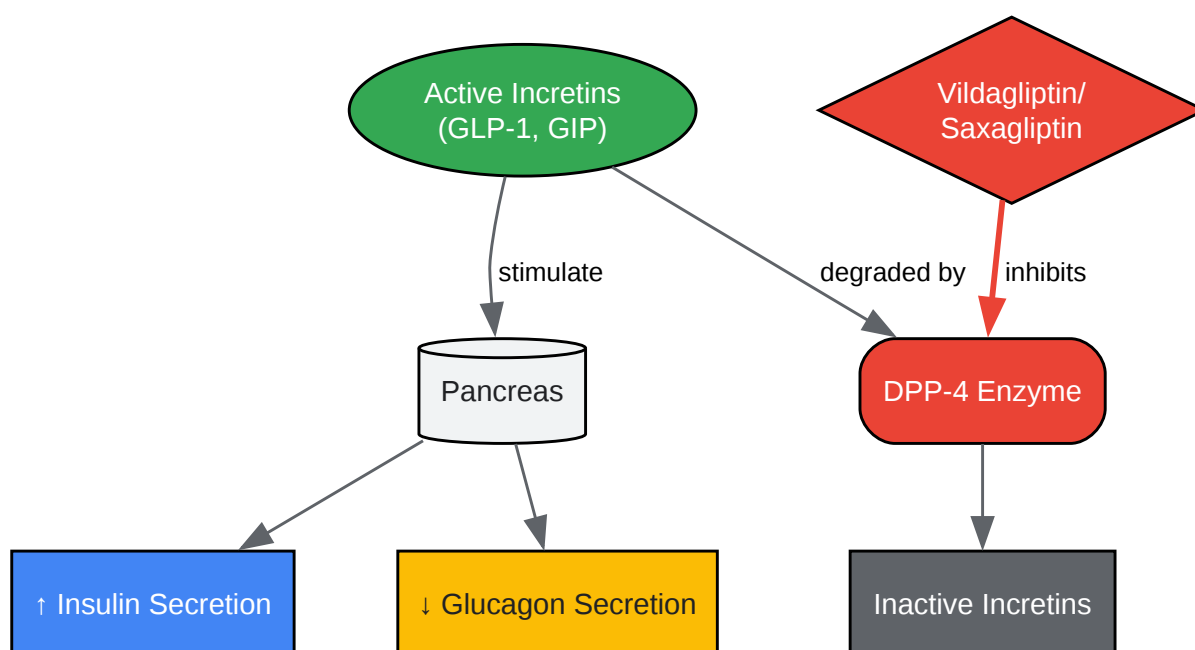 Active Incretins
(GLP-1, GIP)
Vildagliptin/
Saxagliptin
stimulate
degraded by
inhibits
Pancreas
DPP-4 Enzyme
↑ Insulin Secretion
↓ Glucagon Secretion
Inactive Incretins